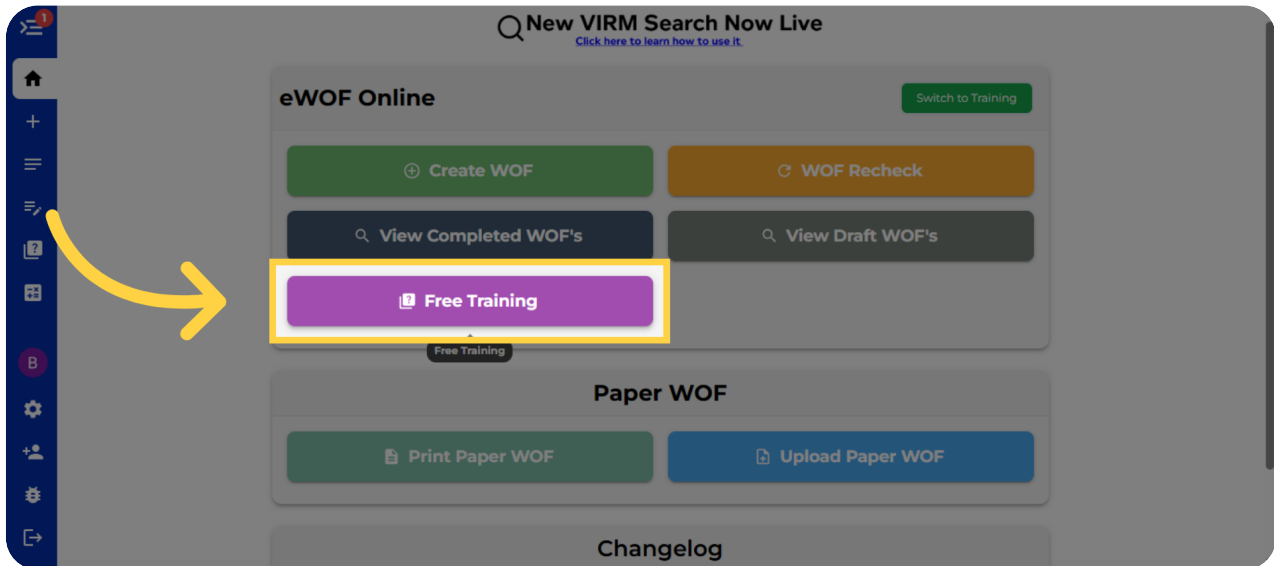 1
New VIRM Search Now Live
Click here to learn how to use it
eWOF Online
Switch to Training
Create WOF
WOF Recheck
View Completed WOF's
View Draft WOF's
Free Training
Free Training
B
Paper WOF
Print Paper WOF
Upload Paper WOF
Changelog